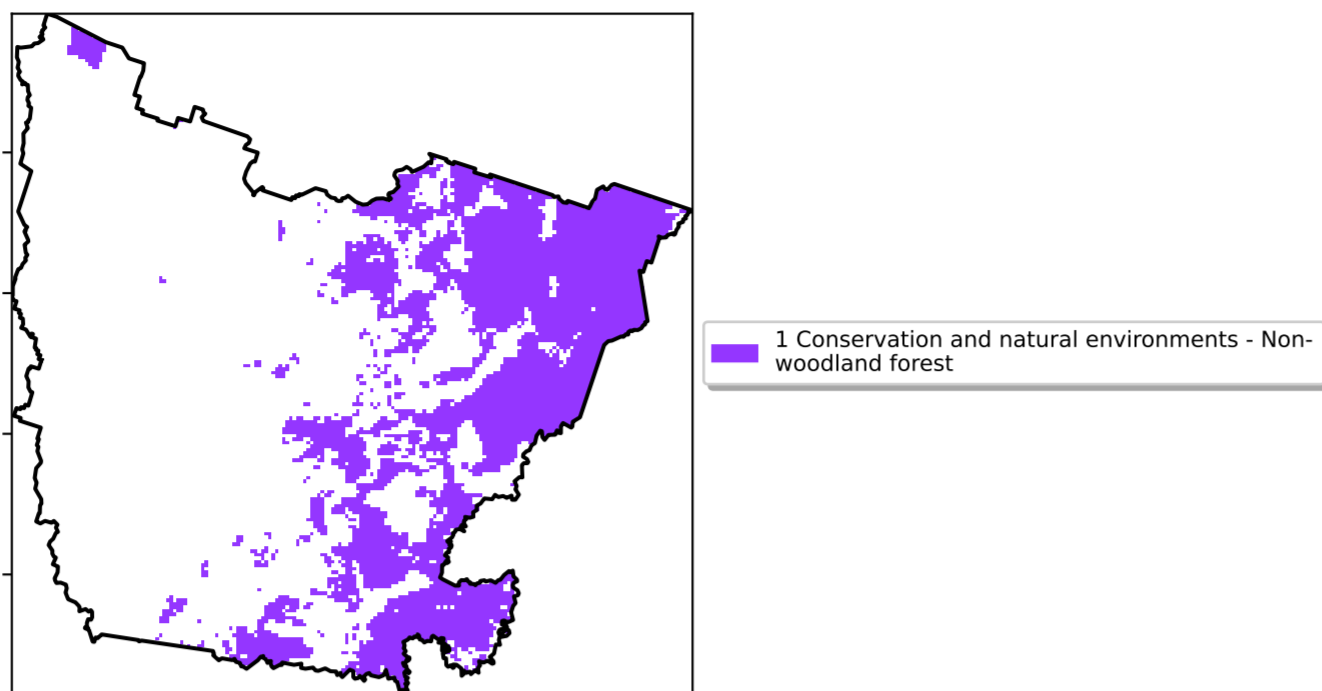 1 Conservation and natural environments - Non-
woodland forest